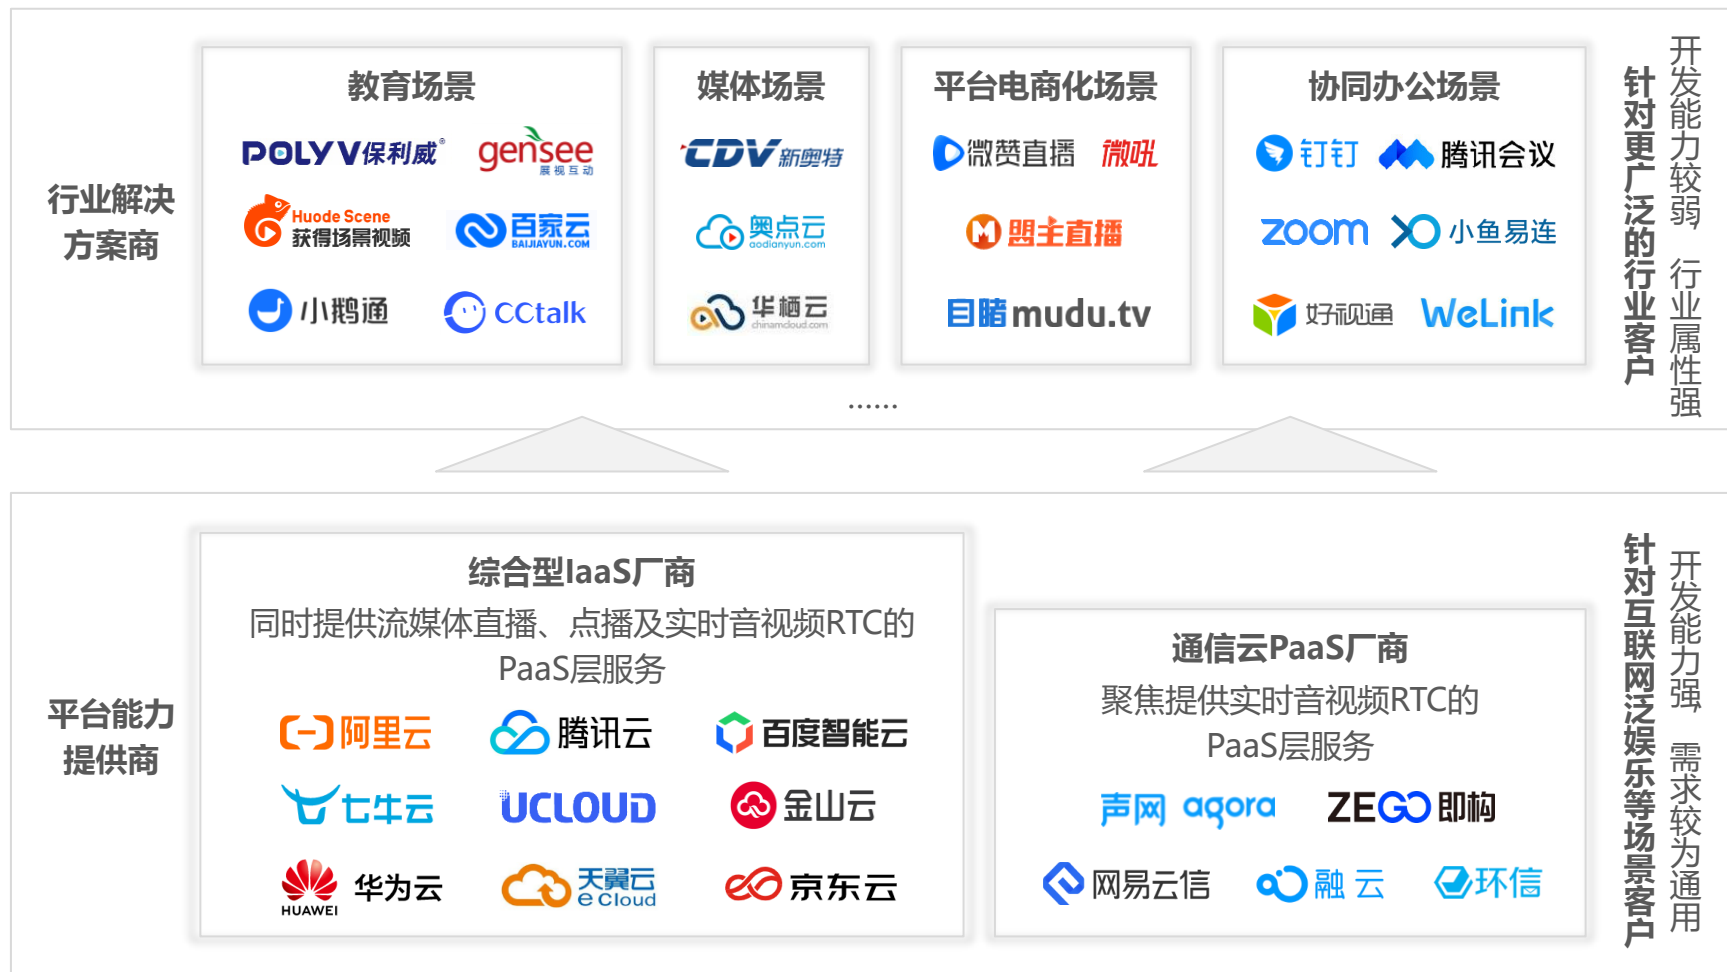 行业解决
方案商
教育场景
POLYV保利威®
gensee
展视互动
Huode Scene
获得场景视频
百家云
BAIJIAYUN.COM
小鹅通
CCtalk
媒体场景
CDV新奥特
奥点云
aodianyun.com
华栖云
chinamcloud.com
平台电商化场景
微赞直播
微吼
盟主直播
目睹mudu.tv
协同办公场景
钉钉
腾讯会议
zoom
小鱼易连
好视通
WeLink
......
针对更广泛的行业客户
开发能力较弱，行业属性强
平台能力
提供商
综合型IaaS厂商
同时提供流媒体直播、点播及实时音视频RTC的
PaaS层服务
阿里云
腾讯云
百度智能云
七牛云
UCLOUD
金山云
HUAWEI
华为云
天翼云
e Cloud
京东云
通信云PaaS厂商
聚焦提供实时音视频RTC的
PaaS层服务
声网 agora
ZEGO即构
网易云信
融云
环信
针对互联网泛娱乐等场景客户
开发能力强，需求较为通用